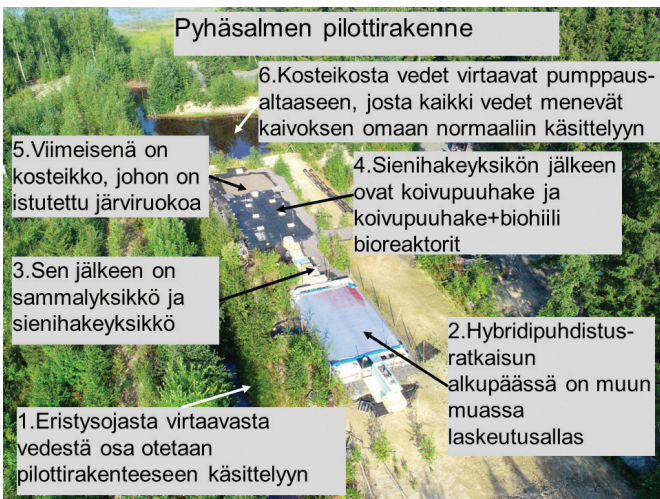 Pyhäsalmen pilottirakenne
6.Kosteikosta vedet virtaavat pumppaus-
altaaseen, josta kaikki vedet menevät
kaivoksen omaan normaaliin käsittelyyn
5.Viimeisenä on
kosteikko, johon on
istutettu järviruokoa
4.Sienihakeyksikön jälkeen
ovat koivupuuhake ja
koivupuuhake+biohiili
bioreaktorit
3.Sen jälkeen on
sammalyksikkö ja
sienihakeyksikkö
2.Hybridipuhdistus-
ratkaisun
alkupäässä on muun
muassa
laskeutusallas
1.Eristysojasta virtaavasta
vedestä osa otetaan
pilottirakenteeseen käsittelyyn